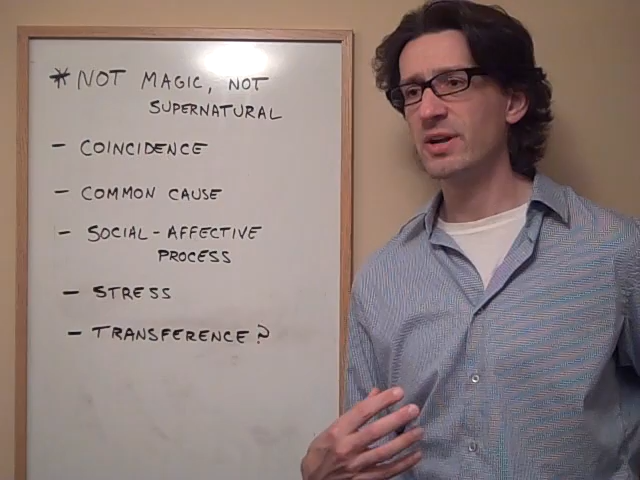 * NOT MAGIC, NOT
SUPERNATURAL
- COINCIDENCE
- COMMON CAUSE
- SOCIAL-AFFECTIVE
PROCESS
- STRESS
- TRANSFERENCE?